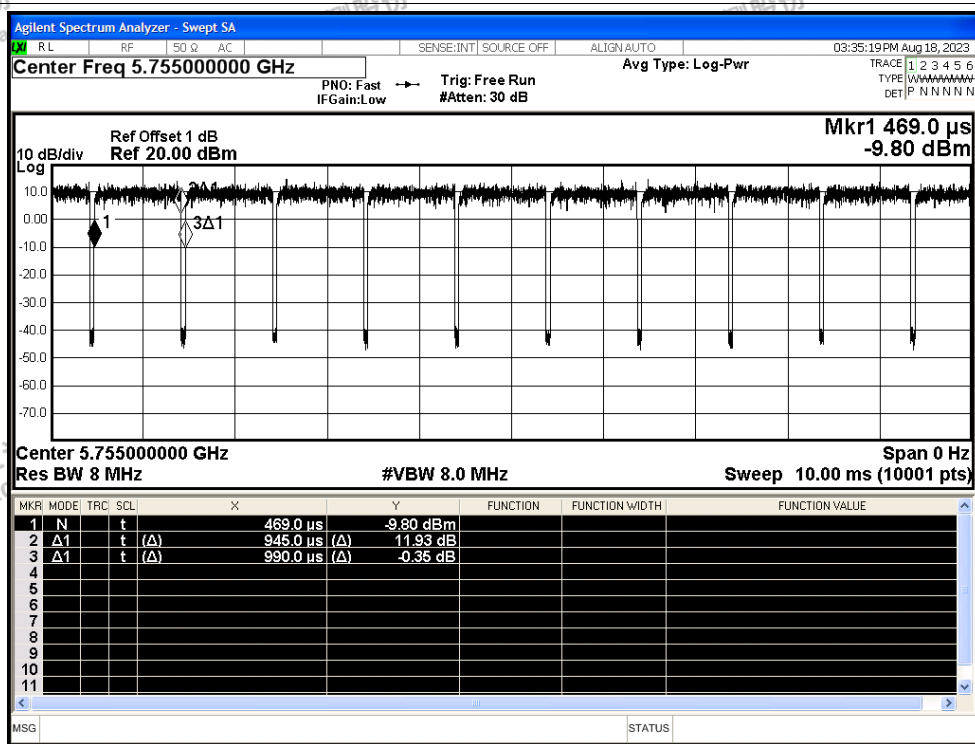 Agilent Spectrum Analyzer - Swept SA
LXI RL RF 50 Ω AC SENSE:INT SOURCE OFF ALIGN AUTO 03:35:19 PM Aug 18, 2023
Center Freq 5.755000000 GHz
PNO: Fast
IFGain:Low
Trig: Free Run
#Atten: 30 dB
Avg Type: Log-Pwr
TRACE 1 2 3 4 5 6
TYPE WWWWWW
DET P N N N N N
Mkr1 469.0 µs
-9.80 dBm
Ref Offset 1 dB
10 dB/div Ref 20.00 dBm
Log
10.0
0.00
-10.0
-20.0
-30.0
-40.0
-50.0
-60.0
-70.0
2Δ1
1
3Δ1
Center 5.755000000 GHz Span 0 Hz
Res BW 8 MHz #VBW 8.0 MHz Sweep 10.00 ms (10001 pts)
MKR MODE TRC SCL X Y FUNCTION FUNCTION WIDTH FUNCTION VALUE
1 N t 469.0 µs -9.80 dBm
2 Δ1 t (Δ) 945.0 µs (Δ) 11.93 dB
3 Δ1 t (Δ) 990.0 µs (Δ) -0.35 dB
4
5
6
7
8
9
10
11
MSG STATUS